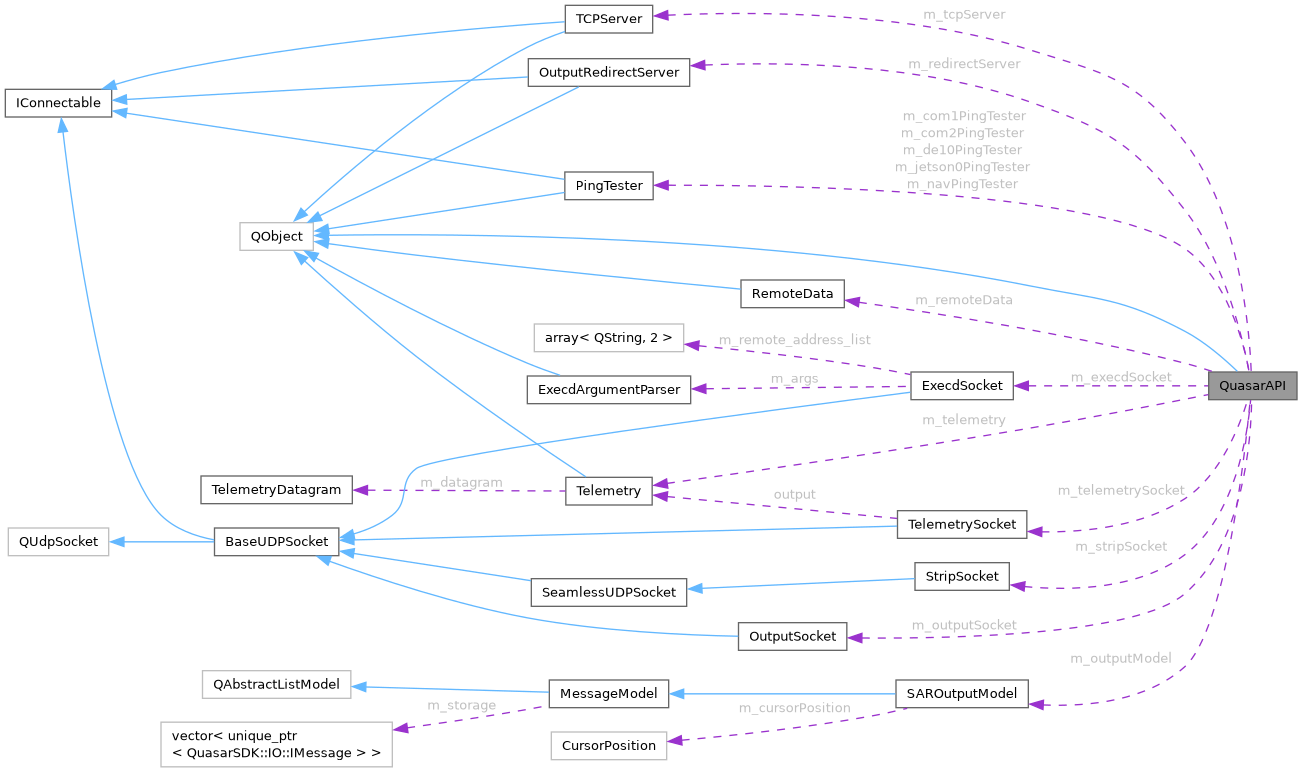 TCPServer
m_tcpServer
OutputRedirectServer
m_redirectServer
IConnectable
m_com1PingTester
m_com2PingTester
m_de10PingTester
m_jetson0PingTester
m_navPingTester
PingTester
QObject
RemoteData
m_remoteData
array< QString, 2 >
m_remote_address_list
ExecdArgumentParser
m_args
ExecdSocket
m_execdSocket
QuasarAPI
m_telemetry
TelemetryDatagram
m_datagram
Telemetry
output
m_telemetrySocket
TelemetrySocket
QUdpSocket
BaseUDPSocket
m_stripSocket
StripSocket
SeamlessUDPSocket
m_outputSocket
OutputSocket
m_outputModel
QAbstractListModel
MessageModel
SAROutputModel
m_storage
m_cursorPosition
vector< unique_ptr
< QuasarSDK::IO::IMessage > >
CursorPosition